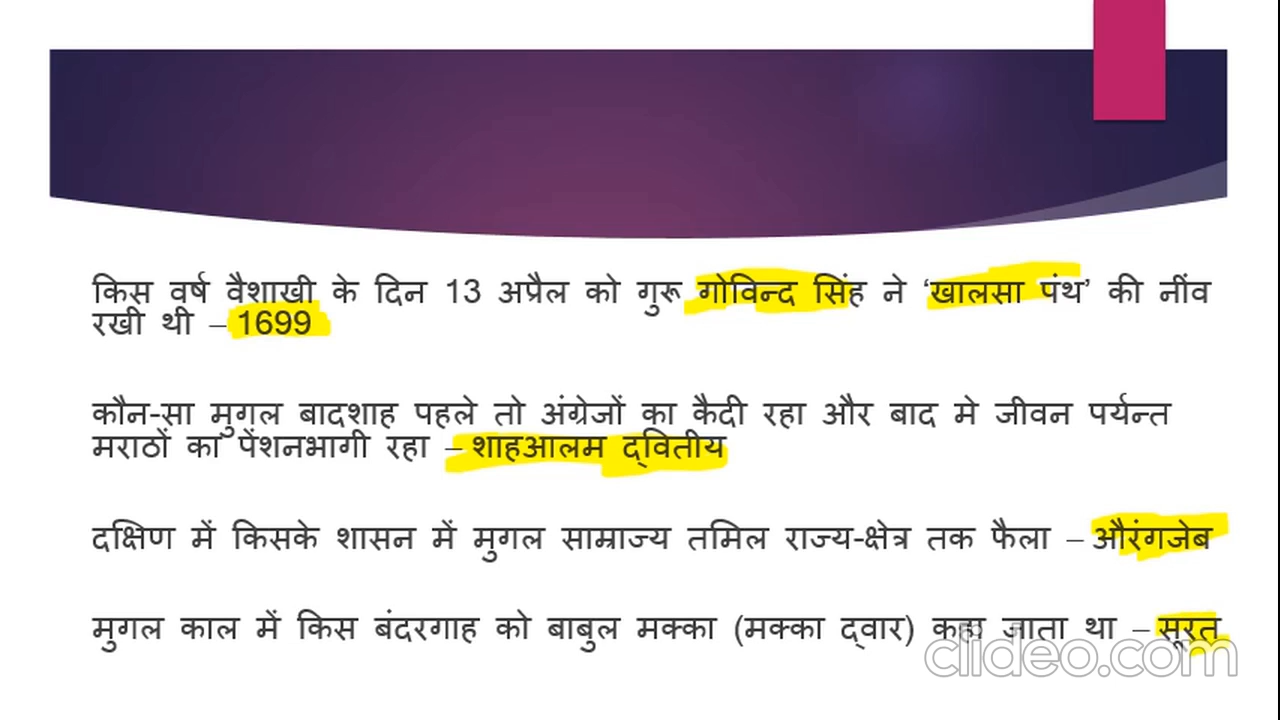 किस वर्ष वैशाखी के दिन 13 अप्रैल को गुरू गोविन्द सिंह ने ‘खालसा पंथ’ की नींव
रखी थी – 1699
कौन-सा मुगल बादशाह पहले तो अंग्रेजों का कैदी रहा और बाद मे जीवन पर्यन्त
मराठों का पेंशनभागी रहा – शाहआलम द्वितीय
दक्षिण में किसके शासन में मुगल साम्राज्य तमिल राज्य-क्षेत्र तक फैला – औरंगजेब
मुगल काल में किस बंदरगाह को बाबुल मक्का (मक्का द्वार) कहा जाता था – सूरत
clideo.com